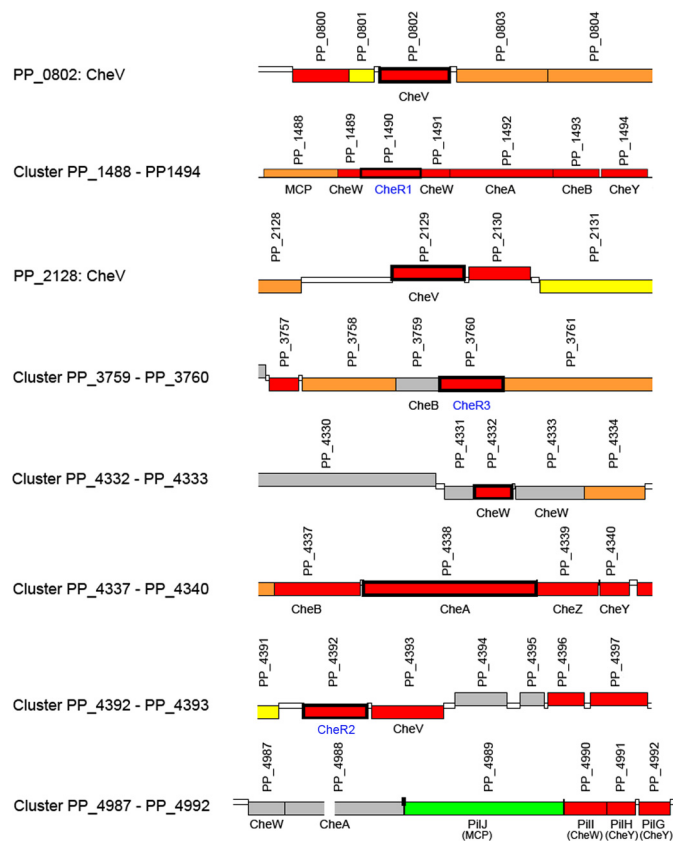 PP_0800 PP_0801 PP_0802 PP_0803 PP_0804
PP_0802: CheV
CheV
PP_1488 PP_1489 PP_1490 PP_1491 PP_1492 PP_1493 PP_1494
Cluster PP_1488 - PP1494
MCP CheW CheR1 CheW CheA CheB CheY
PP_2128 PP_2129 PP_2130 PP_2131
PP_2128: CheV
CheV
PP_3757 PP_3758 PP_3759 PP_3760 PP_3761
Cluster PP_3759 - PP_3760
CheB CheR3
PP_4330 PP_4331 PP_4332 PP_4333 PP_4334
Cluster PP_4332 - PP_4333
CheW CheW
PP_4337 PP_4338 PP_4339 PP_4340
Cluster PP_4337 - PP_4340
CheB CheA CheZ CheY
PP_4391 PP_4392 PP_4393 PP_4394 PP_4395 PP_4396 PP_4397
Cluster PP_4392 - PP_4393
CheR2 CheV
PP_4987 PP_4988 PP_4989 PP_4990 PP_4991 PP_4992
Cluster PP_4987 - PP_4992
CheW CheA PilJ PilI PilH PilG
(MCP) (CheW) (CheY) (CheY)